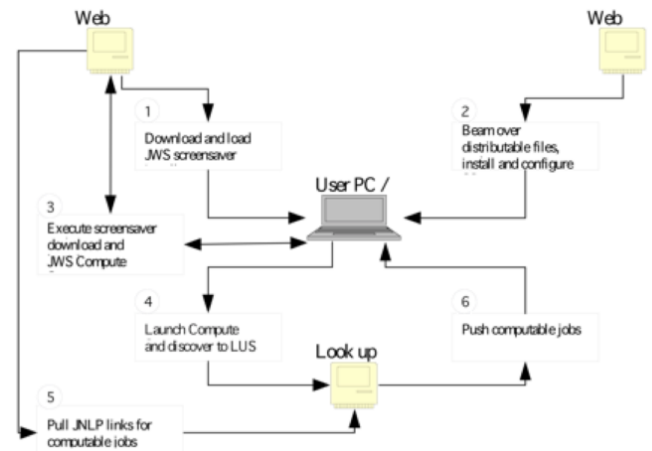 Web
Web
1
Download and load
JWS screensaver
2
Beam over
distributable files,
install and configure
User PC /
3
Execute screensaver
download and
JWS Compute
4
Launch Compute
and discover to LUS
6
Push computable jobs
Look up
5
Pull JNLP links for
computable jobs